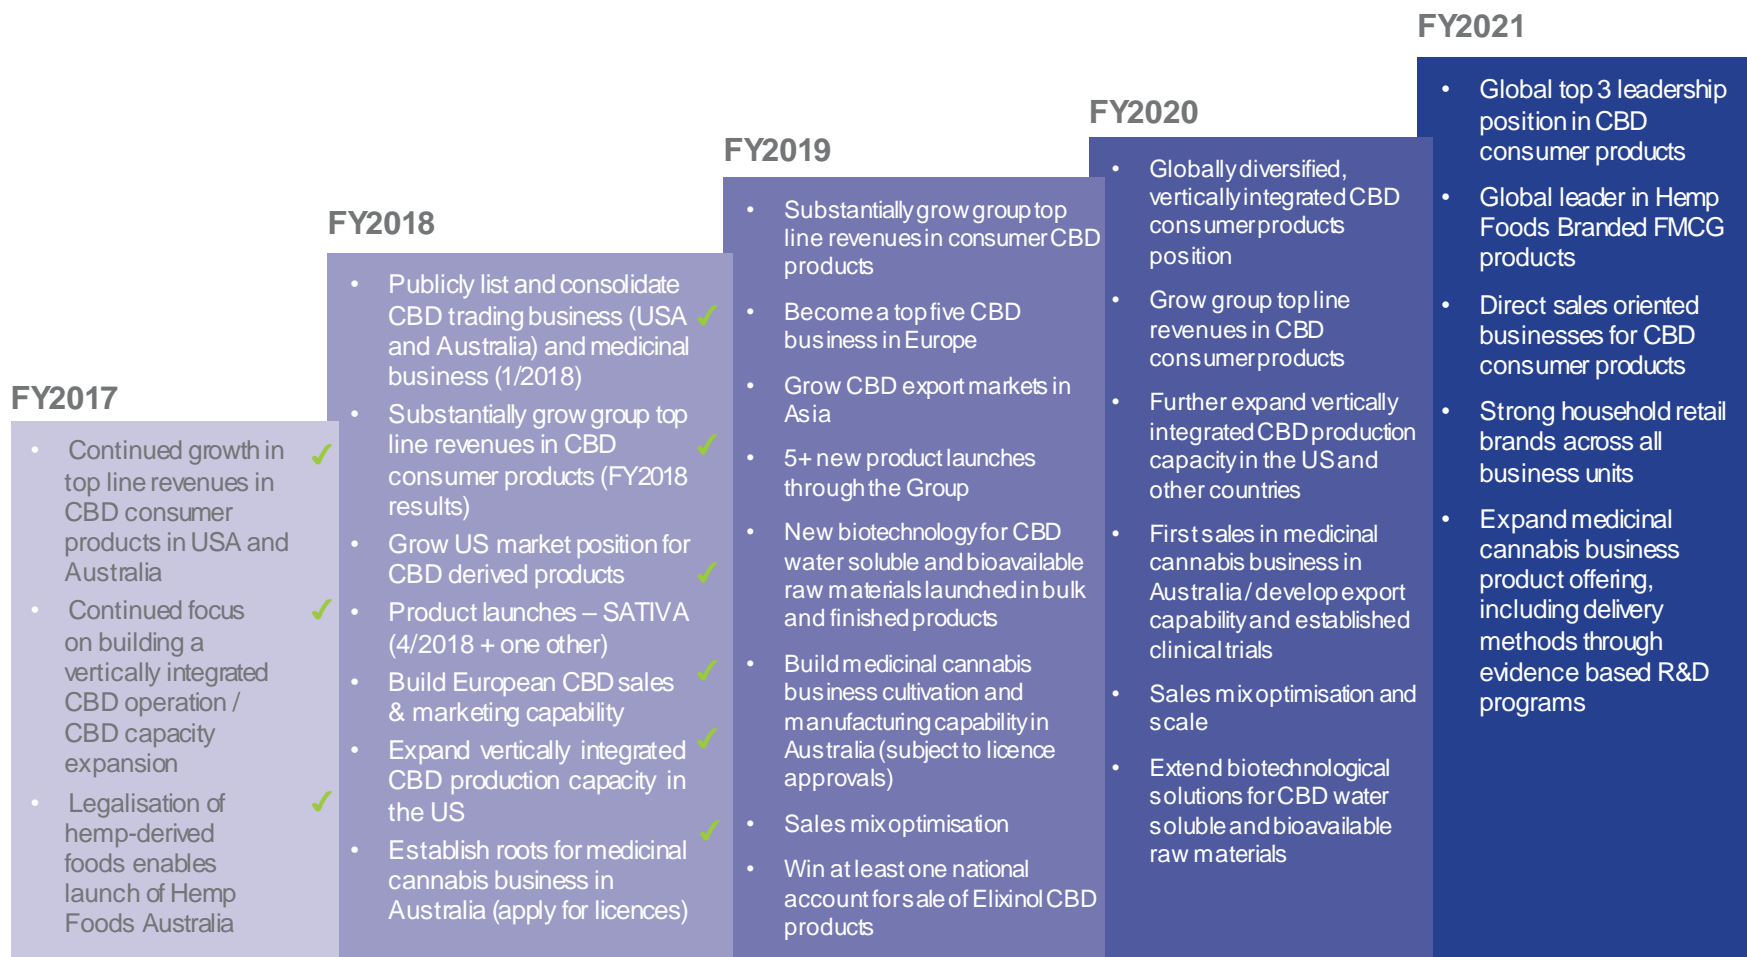 FY2017
• Continued growth in
top line revenues in
CBD consumer
products in USA and
Australia
• Continued focus
on building a
vertically integrated
CBD operation /
CBD capacity
expansion
• Legalisation of
hemp-derived
foods enables
launch of Hemp
Foods Australia
FY2018
• Publicly list and consolidate
CBD trading business (USA
and Australia) and medicinal
business (1/2018)
• Substantially grow group top
line revenues in CBD
consumer products (FY2018
results)
• Grow US market position for
CBD derived products
• Product launches – SATIVA
(4/2018 + one other)
• Build European CBD sales
& marketing capability
• Expand vertically integrated
CBD production capacity in
the US
• Establish roots for medicinal
cannabis business in
Australia (apply for licences)
FY2019
• Substantially grow group top
line revenues in consumer CBD
products
• Become a top five CBD
business in Europe
• Grow CBD export markets in
Asia
• 5+ new product launches
through the Group
• New biotechnology for CBD
water soluble and bioavailable
raw materials launched in bulk
and finished products
• Build medicinal cannabis
business cultivation and
manufacturing capability in
Australia (subject to licence
approvals)
• Sales mix optimisation
• Win at least one national
account for sale of Elixinol CBD
products
FY2020
• Globally diversified,
vertically integrated CBD
consumer products
position
• Grow group top line
revenues in CBD
consumer products
• Further expand vertically
integrated CBD production
capacity in the US and
other countries
• First sales in medicinal
cannabis business in
Australia / develop export
capability and established
clinical trials
• Sales mix optimisation and
scale
• Extend biotechnological
solutions for CBD water
soluble and bioavailable
raw materials
FY2021
• Global top 3 leadership
position in CBD
consumer products
• Global leader in Hemp
Foods Branded FMCG
products
• Direct sales oriented
businesses for CBD
consumer products
• Strong household retail
brands across all
business units
• Expand medicinal
cannabis business
product offering,
including delivery
methods through
evidence based R&D
programs